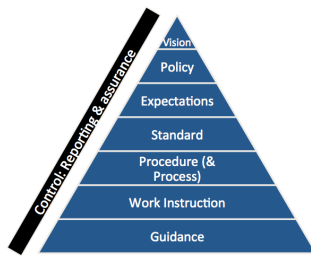 Control: Reporting & assurance
Vision
Policy
Expectations
Standard
Procedure (&
Process)
Work Instruction
Guidance